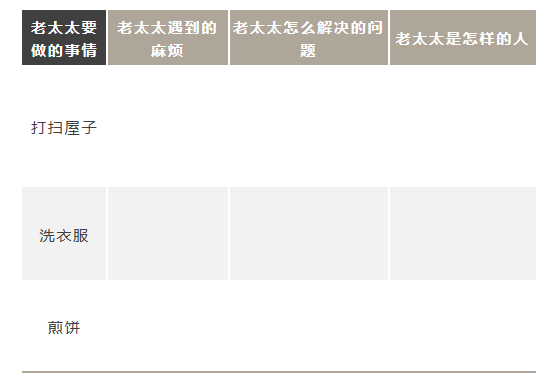 老太太要
做的事情
老太太遇到的
麻烦
老太太怎么解决的问
题
老太太是怎样的人
打扫屋子
洗衣服
煎饼